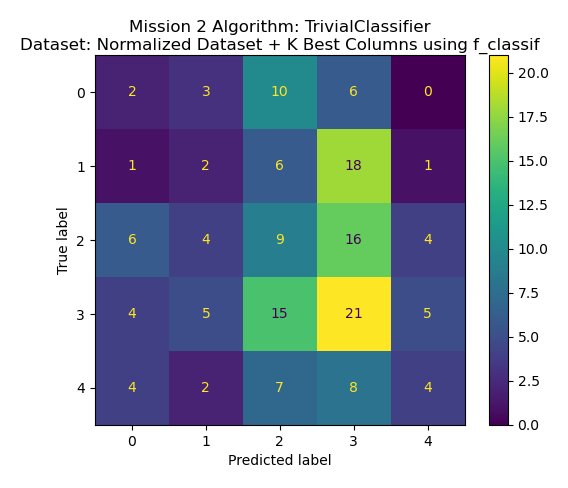 Mission 2 Algorithm: TrivialClassifier
Dataset: Normalized Dataset + K Best Columns using f_classif
0 2 3 10 6 0 20.0
17.5
1 1 2 6 18 1 15.0
12.5
True label
2 6 4 9 16 4 10.0
7.5
3 4 5 15 21 5 5.0
4 4 2 7 8 4 2.5
0.0
0 1 2 3 4
Predicted label